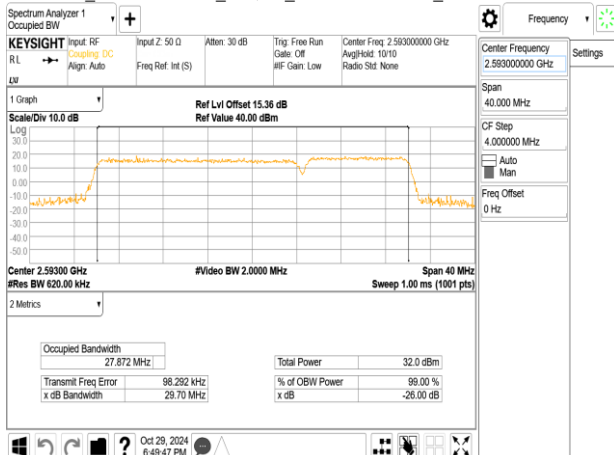 Spectrum Analyzer 1
Occupied BW
Frequency
KEYSIGHT
RL
LXI
Input: RF
Coupling: DC
Align: Auto
Input Z: 50 Ω
Freq Ref: Int (S)
Atten: 30 dB
Trig: Free Run
Gate: Off
#IF Gain: Low
Center Freq: 2.593000000 GHz
Avg|Hold: 10/10
Radio Std: None
Center Frequency
2.593000000 GHz
Settings
Span
40.000 MHz
CF Step
4.000000 MHz
Auto
Man
Freq Offset
0 Hz
1 Graph
Scale/Div 10.0 dB
Ref Lvl Offset 15.36 dB
Ref Value 40.00 dBm
Log
30.0
20.0
10.0
0.00
-10.0
-20.0
-30.0
-40.0
-50.0
Center 2.59300 GHz
#Video BW 2.0000 MHz
Span 40 MHz
#Res BW 620.00 kHz
Sweep 1.00 ms (1001 pts)
2 Metrics
Occupied Bandwidth
27.872 MHz
Total Power 32.0 dBm
Transmit Freq Error 98.292 kHz
% of OBW Power 99.00 %
x dB Bandwidth 29.70 MHz
x dB -26.00 dB
?
Oct 29, 2024
6:49:47 PM